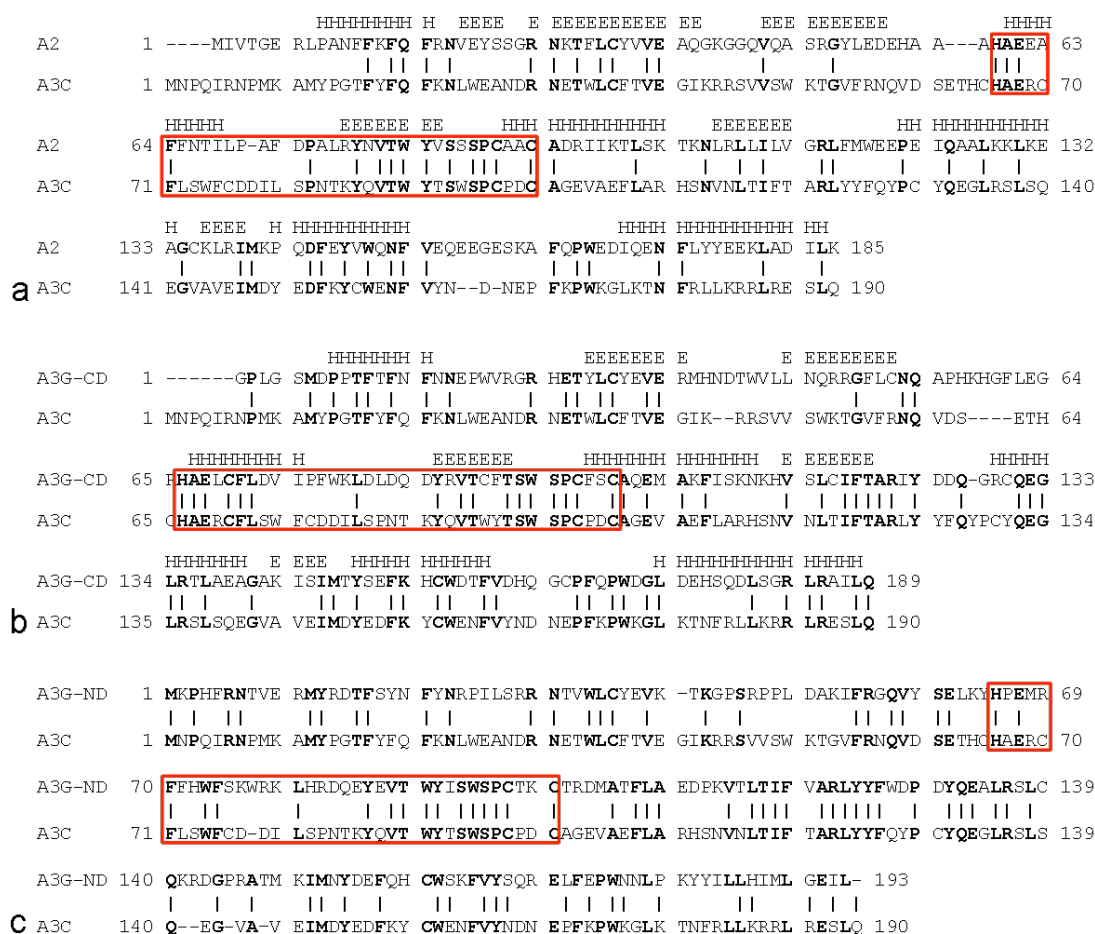 HHHHHHHH H EEEE E EEEEEEEEEE EE EEE EEEEEEE HHHH
A2 1 ----MIVTGE RLPANFFKFQ FRNVEYSSGR NKTFLCYVVE AQGKGGQVQA SRGYLEDEHA A---AHAEEA 63
A3C 1 MNPQIRNPMK AMYPGTFYFQ FKNLWEANDR NETWLCFTVE GIKRRSVVSW KTGVFRNQVD SETHCHAERC 70
HHHHH EEEEEE EE HHH HHHHHHHHHH EEEEEEE HH HHHHHHHHHH
A2 64 FFNTILP-AF DPALRYNVTW YVSSSPCAAC ADRIIKTLSK TKNLRLLILV GRLFMWEEPE IQAALKKLKE 132
A3C 71 FLSWFCDDIL SPNTKYQVTW YTSWSPCPDC AGEVAEFLAR HSNVNLTIFT ARLYYFQYPC YQEGLRSLSQ 140
H EEEE H HHHHHHHHHH HHHH HHHHHHHHHH HH
A2 133 AGCKLRIMKP QDFEYVWQNF VEQEEGESKA FQPWEDIQEN FLYYEEKLAD ILK 185
A3C 141 EGVAVEIMDY EDFKYCWENF VYN--D-NEP FKPWKGLKTN FRLLKRRLRE SLQ 190
a
HHHHHHH H EEEEEEE E E EEEEEEEE
A3G-CD 1 ------GPLG SMDPPTFTFN FNNEPWVRGR HETYLCYEVE RMHNDTWVLL NQRRGFLCNQ APHKHGFLEG 64
A3C 1 MNPQIRNPMK AMYPGTFYFQ FKNLWEANDR NETWLCFTVE GIK--RRSVV SWKTGVFRNQ VDS----ETH 64
HHHHHHHH H EEEEEEE HHHHHHHH HHHHHHH E EEEEEE HHHHH
A3G-CD 65 RHAELCFLDV IPFWKLDLDQ DYRVTCFTSW SPCFSCAQEM AKFISKNKHV SLCIFTARIY DDQ-GRCQEG 133
A3C 65 CHAERCFLSW FCDDILSPNT KYQVTWYTSW SPCPDCAGEV AEFLARHSNV NLTIFTARLY YFQYPCYQEG 134
HHHHHHH E EEE HHHHH HHHHHHH H HHHHHHHHHH HHHHH
A3G-CD 134 LRTLAEAGAK ISIMTYSEFK HCWDTFVDHQ GCPFQPWDGL DEHSQDLSGR LRAILQ 189
A3C 135 LRSLSQEGVA VEIMDYEDFK YCWENFVYND NEPFKPWKGL KTNFRLLKRR LRESLQ 190
b
A3G-ND 1 MKPHFRNTVE RMYRDTFSYN FYNRPILSRR NTVWLCYEVK -TKGPSRPPL DAKIFRGQVY SELKYHPEMR 69
A3C 1 MNPQIRNPMK AMYPGTFYFQ FKNLWEANDR NETWLCFTVE GIKRRSVVSW KTGVFRNQVD SETHCHAERC 70
A3G-ND 70 FFHWFSKWRK LHRDQEYEVT WYISWSPCTK CTRDMATFLA EDPKVTLTIF VARLYYFWDP DYQEALRSLC 139
A3C 71 FLSWFCD-DI LSPNTKYQVT WYTSWSPCPD CAGEVAEFLA RHSNVNLTIF TARLYYFQYP CYQEGLRSLS 139
A3G-ND 140 QKRDGPRATM KIMNYDEFQH CWSKFVYSQR ELFEPWNNLP KYYILLHIML GEIL- 193
A3C 140 Q--EG-VA-V EIMDYEDFKY CWENFVYNDN EPFKPWKGLK TNFRLLKRRL RESLQ 190
c